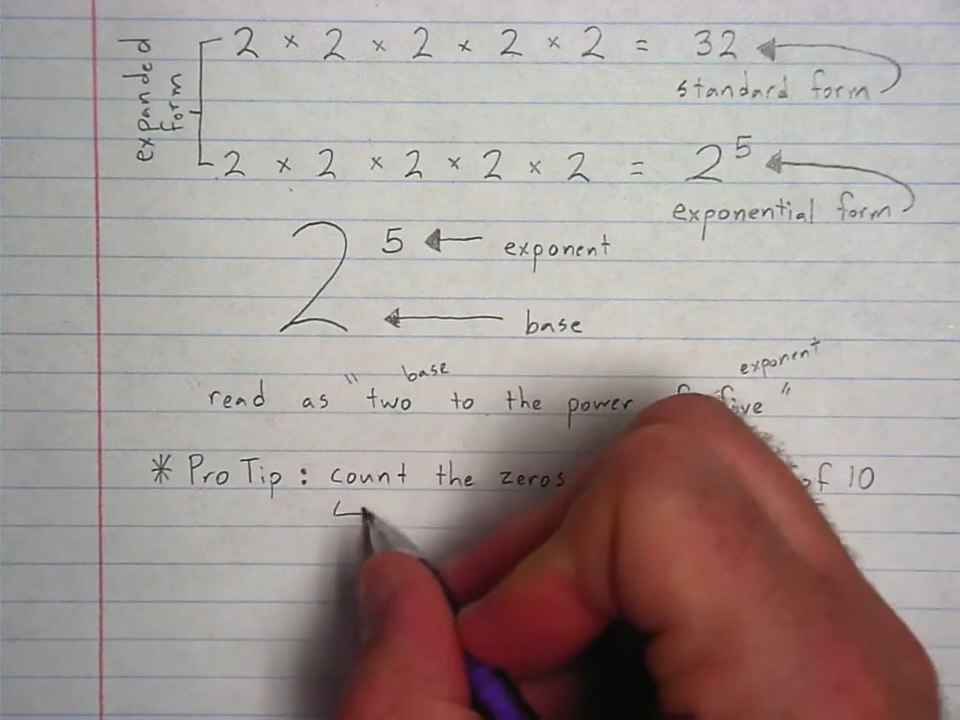 expanded form
2 × 2 × 2 × 2 × 2 = 32
standard form
2 × 2 × 2 × 2 × 2 = 2⁵
exponential form
2 5 exponent
base
base exponent
read as "two to the power five"
* Pro Tip: count the zeros of 10